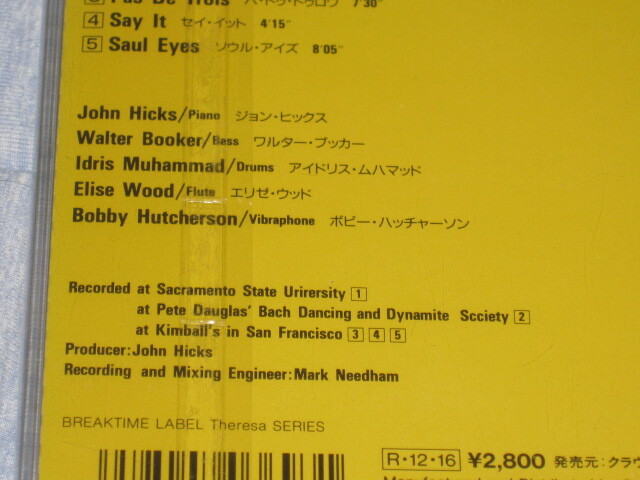 3 Pas De Trois パ・ドゥ・トロワ 7'30"
4 Say It セイ・イット 4'15"
5 Saul Eyes ソウル・アイズ 8'05"
John Hicks/Piano ジョン・ヒックス
Walter Booker/Bass ワルター・ブッカー
Idris Muhammad/Drums アイドリス・ムハマッド
Elise Wood/Flute エリゼ・ウッド
Bobby Hutcherson/Vibraphone ボビー・ハッチャーソン
Recorded at Sacramento State Urirersity 1
at Pete Dauglas' Bach Dancing and Dynamite Scciety 2
at Kimball's in San Francisco 3 4 5
Producer:John Hicks
Recording and Mixing Engineer:Mark Needham
BREAKTIME LABEL Theresa SERIES
R・12・16 ¥2,800 発売元:クラウ